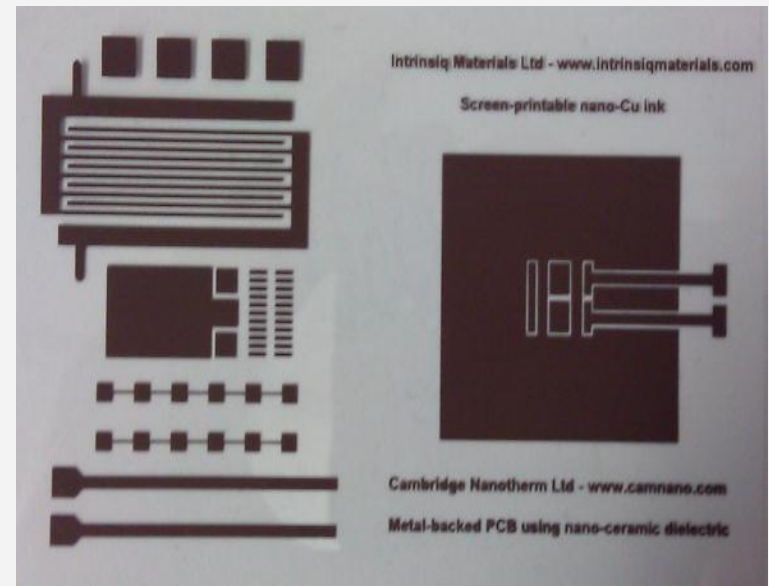 Intrinsiq Materials Ltd - www.intrinsiqmaterials.com
Screen-printable nano-Cu ink
Cambridge Nanotherm Ltd - www.camnano.com
Metal-backed PCB using nano-ceramic dielectric